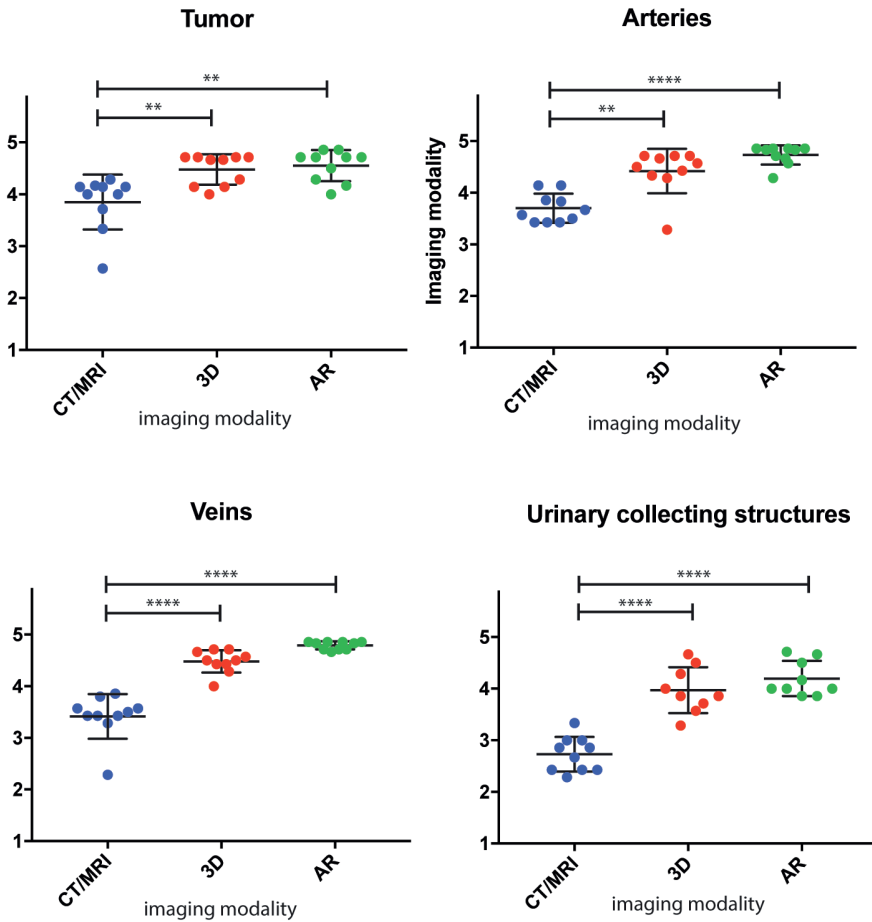 Tumor
**
**
5
4
3
2
1
CT/MRI
3D
AR
imaging modality
Arteries
****
**
Imaging modality
5
4
3
2
1
CT/MRI
3D
AR
imaging modality
Veins
****
****
5
4
3
2
1
CT/MRI
3D
AR
imaging modality
Urinary collecting structures
****
****
5
4
3
2
1
CT/MRI
3D
AR
imaging modality